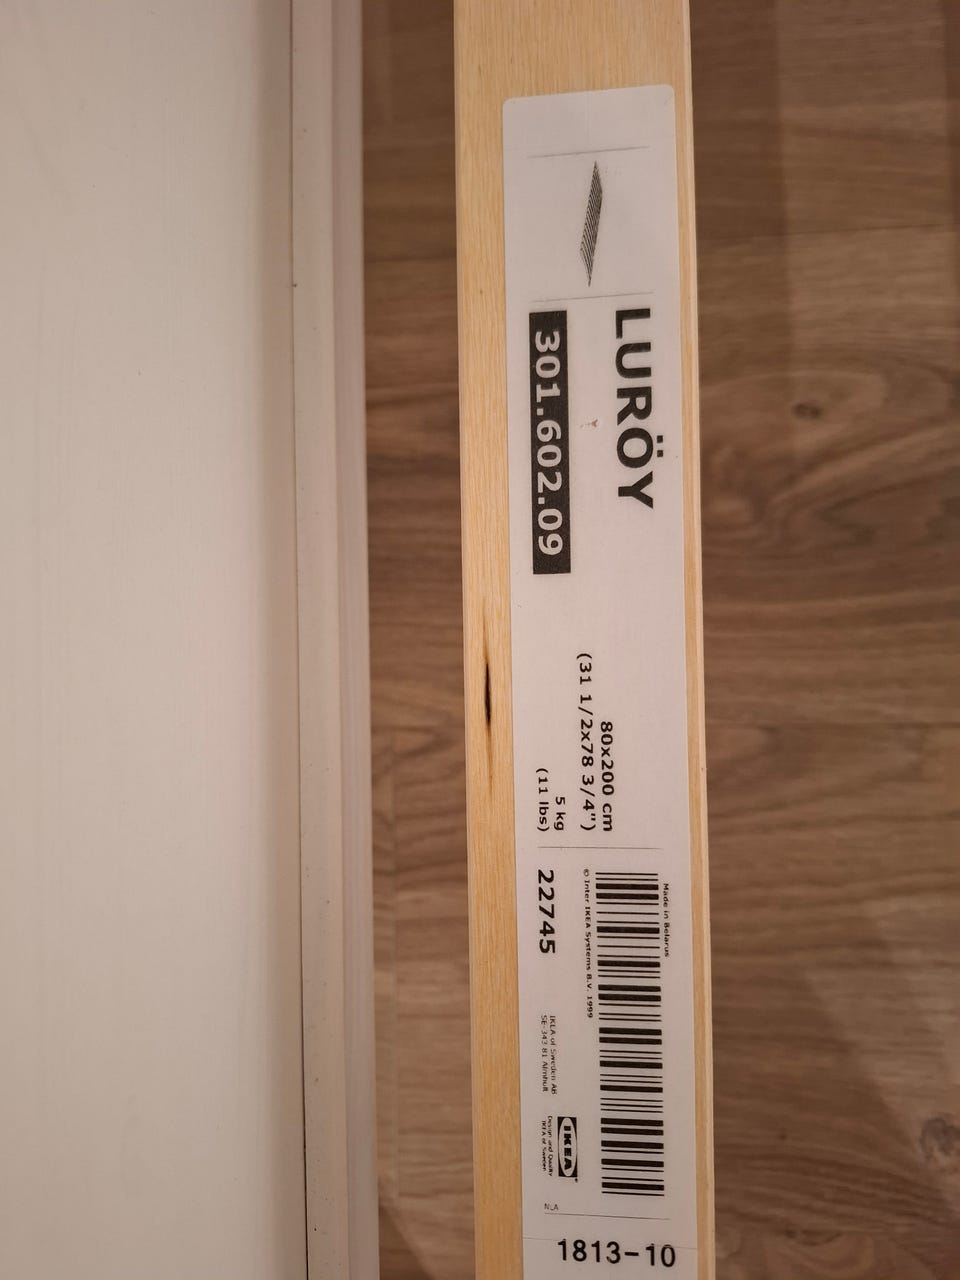 LURÖY
301.602.09
80x200 cm
(31 1/2x78 3/4")
5 kg
(11 lbs)
Made in Belarus
© Inter IKEA Systems B.V. 1999
22745
IKEA of Sweden AB
SE-343 81 Älmhult
IKEA®
Design and Quality
IKEA of Sweden
NLA
1813-10